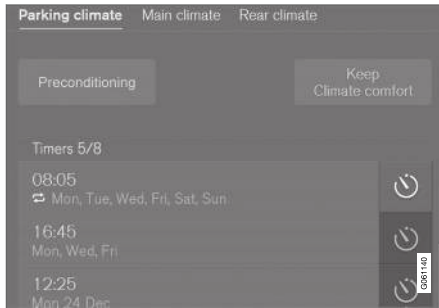 Parking climate Main climate Rear climate
Preconditioning
Keep
Climate comfort
Timers 5/8
08:05
Mon, Tue, Wed, Fri, Sat, Sun
16:45
Mon, Wed, Fri
12:25
Mon 24 Dec
G061140